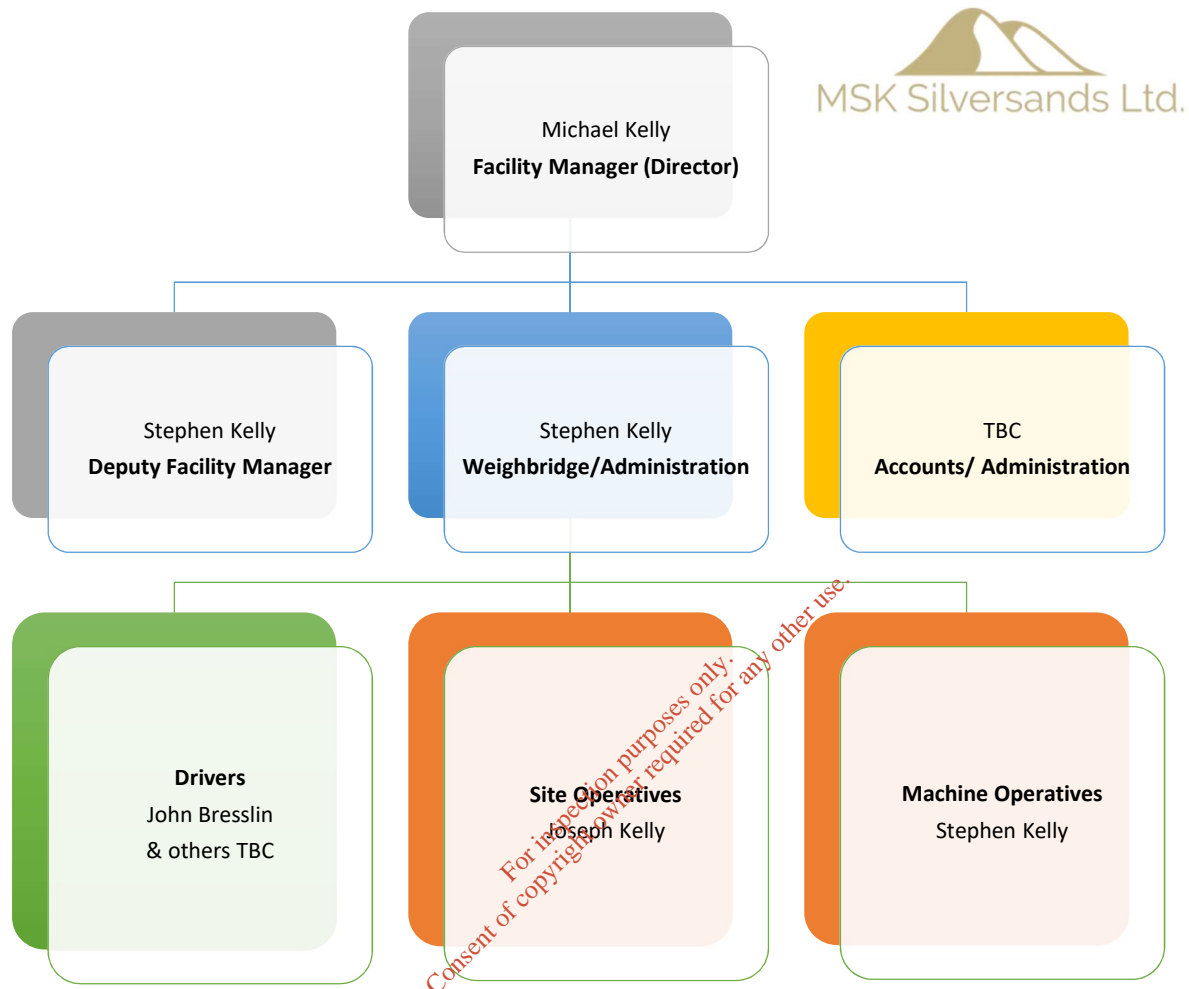 MSK Silversands Ltd.
Michael Kelly
Facility Manager (Director)
Stephen Kelly
Deputy Facility Manager
Stephen Kelly
Weighbridge/Administration
TBC
Accounts/ Administration
Drivers
John Bresslin
& others TBC
Site Operatives
Joseph Kelly
Machine Operatives
Stephen Kelly
For inspection purposes only.
Consent of copyright owner required for any other use.